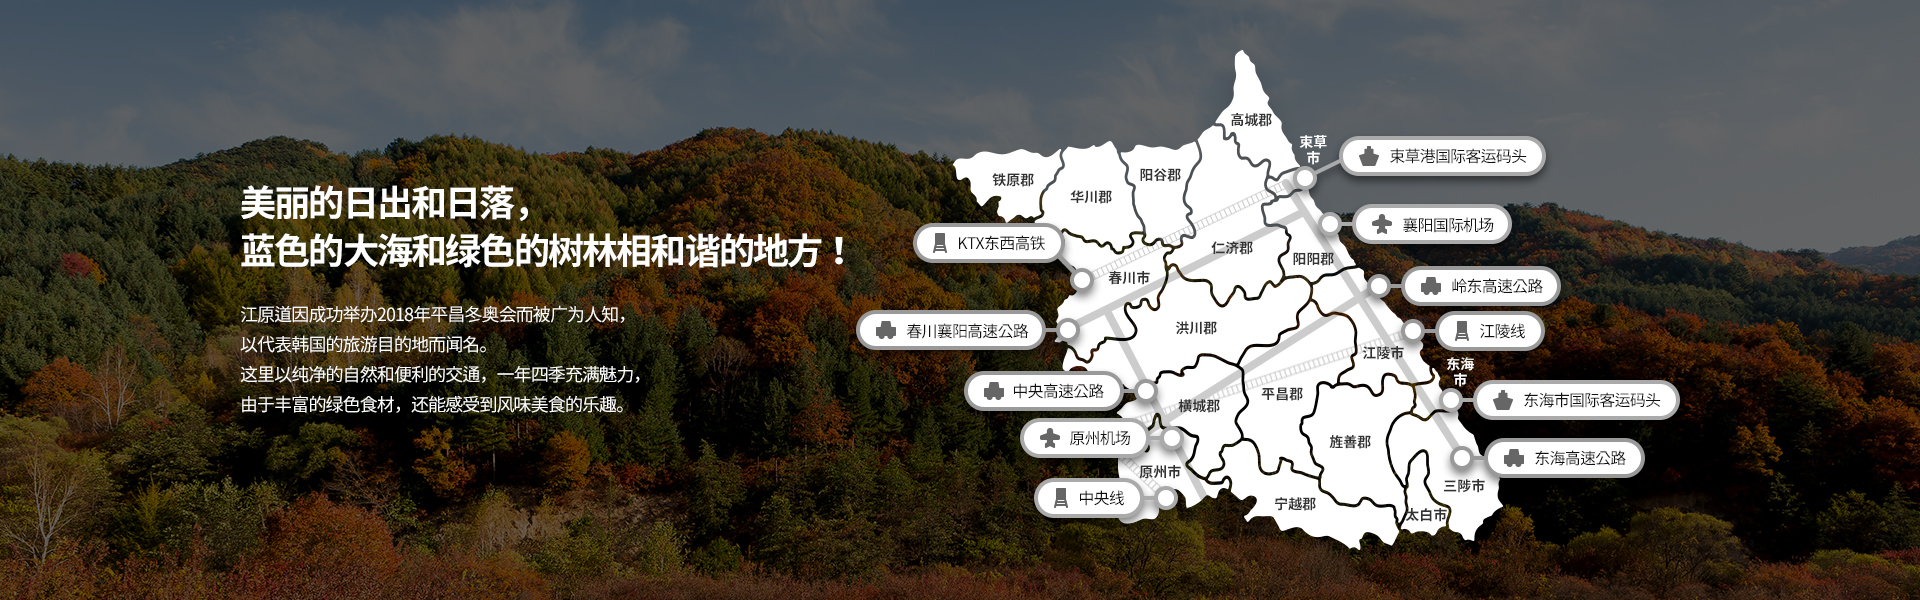 美丽的日出和日落，
蓝色的大海和绿色的树林相和谐的地方！
江原道因成功举办2018年平昌冬奥会而被广为人知，
以代表韩国的旅游目的地而闻名。
这里以纯净的自然和便利的交通，一年四季充满魅力，
由于丰富的绿色食材，还能感受到风味美食的乐趣。
高城郡
束草
市
束草港国际客运码头
铁原郡
华川郡
阳谷郡
襄阳国际机场
KTX东西高铁
仁济郡
阳阳郡
春川市
岭东高速公路
春川襄阳高速公路
洪川郡
江陵线
江陵市
东海
市
中央高速公路
横城郡
平昌郡
东海市国际客运码头
原州机场
旌善郡
东海高速公路
原州市
三陟市
中央线
宁越郡
太白市